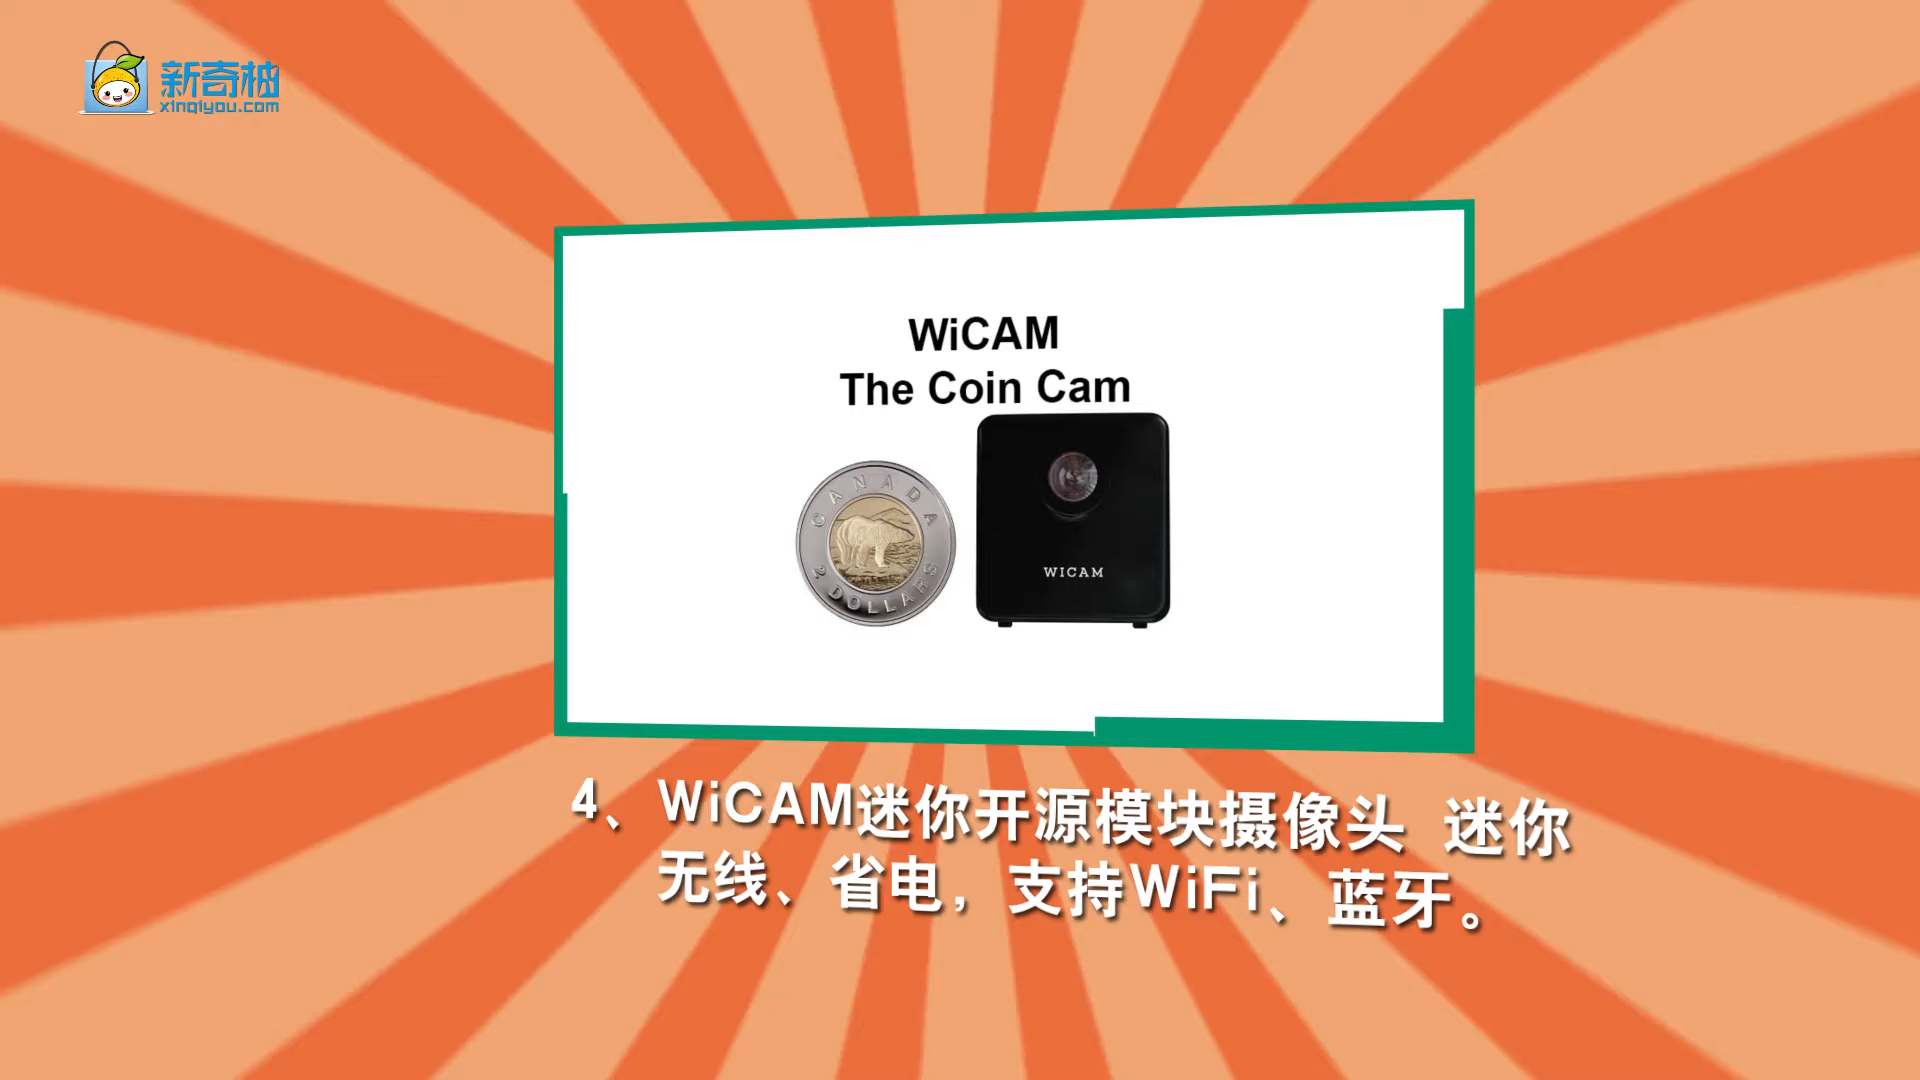 新奇柚
xinqiyou.com
WiCAM
The Coin Cam
CANADA
2 DOLLARS
WICAM
4、WiCAM迷你开源模块摄像头 迷你
无线、省电，支持WiFi、蓝牙。